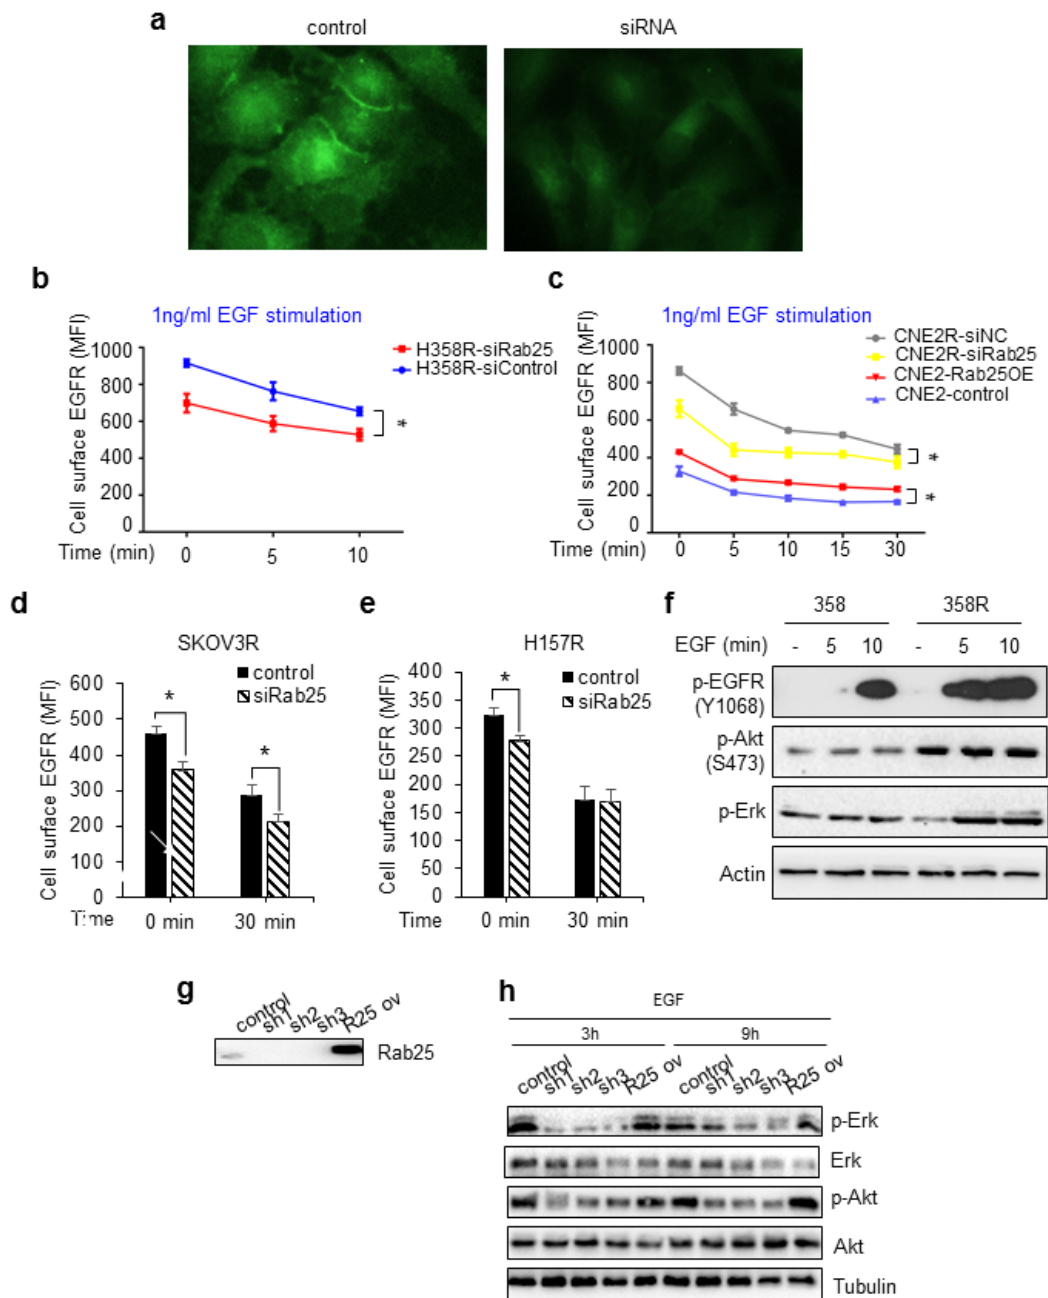 a
control
siRNA
b
1ng/ml EGF stimulation
Cell surface EGFR (MFI)
1000
800
600
400
200
0
Time (min)
0 5 10
H358R-siRab25
H358R-siControl
*
c
1ng/ml EGF stimulation
Cell surface EGFR (MFI)
1000
800
600
400
200
0
Time (min)
0 5 10 15 30
CNE2R-siNC
CNE2R-siRab25
CNE2-Rab25OE
CNE2-control
*
*
d
SKOV3R
control
siRab25
Cell surface EGFR (MFI)
600
500
400
300
200
100
0
*
*
0 min 30 min
e
H157R
control
siRab25
Cell surface EGFR (MFI)
400
350
300
250
200
150
100
50
0
*
Time
0 min 30 min
f
358 358R
EGF (min) - 5 10 - 5 10
p-EGFR
(Y1068)
p-Akt
(S473)
p-Erk
Actin
g
control sh1 sh2 sh3 R25 ov
Rab25
h
EGF
3h 9h
control sh1 sh2 sh3 R25 ov control sh1 sh2 sh3 R25 ov
p-Erk
Erk
p-Akt
Akt
Tubulin